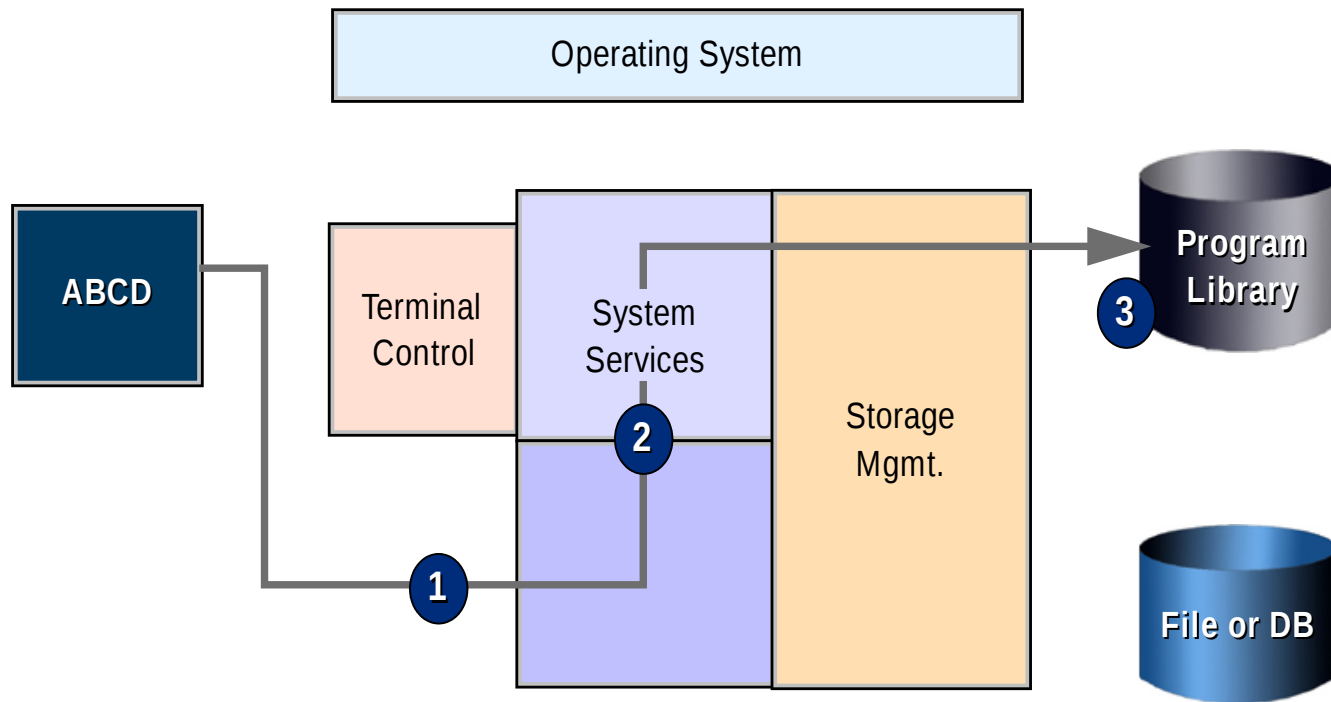 Operating System
ABCD
Terminal
Control
System
Services
Storage
Mgmt.
Program
Library
3
2
1
File or DB